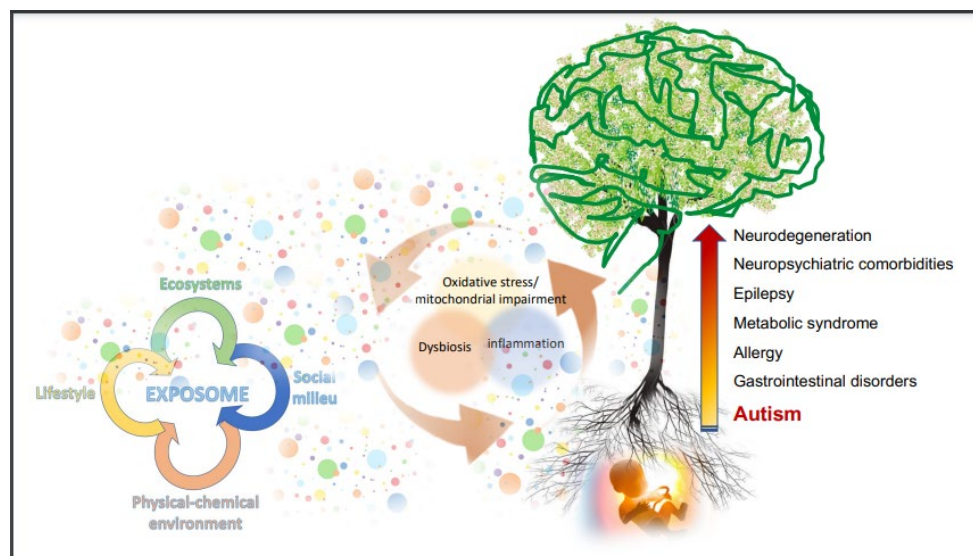 Ecosystems
Lifestyle
EXPOSOME
Social
milieu
Physical-chemical
environment
Oxidative stress/
mitochondrial impairment
Dysbiosis
inflammation
Neurodegeneration
Neuropsychiatric comorbidities
Epilepsy
Metabolic syndrome
Allergy
Gastrointestinal disorders
Autism